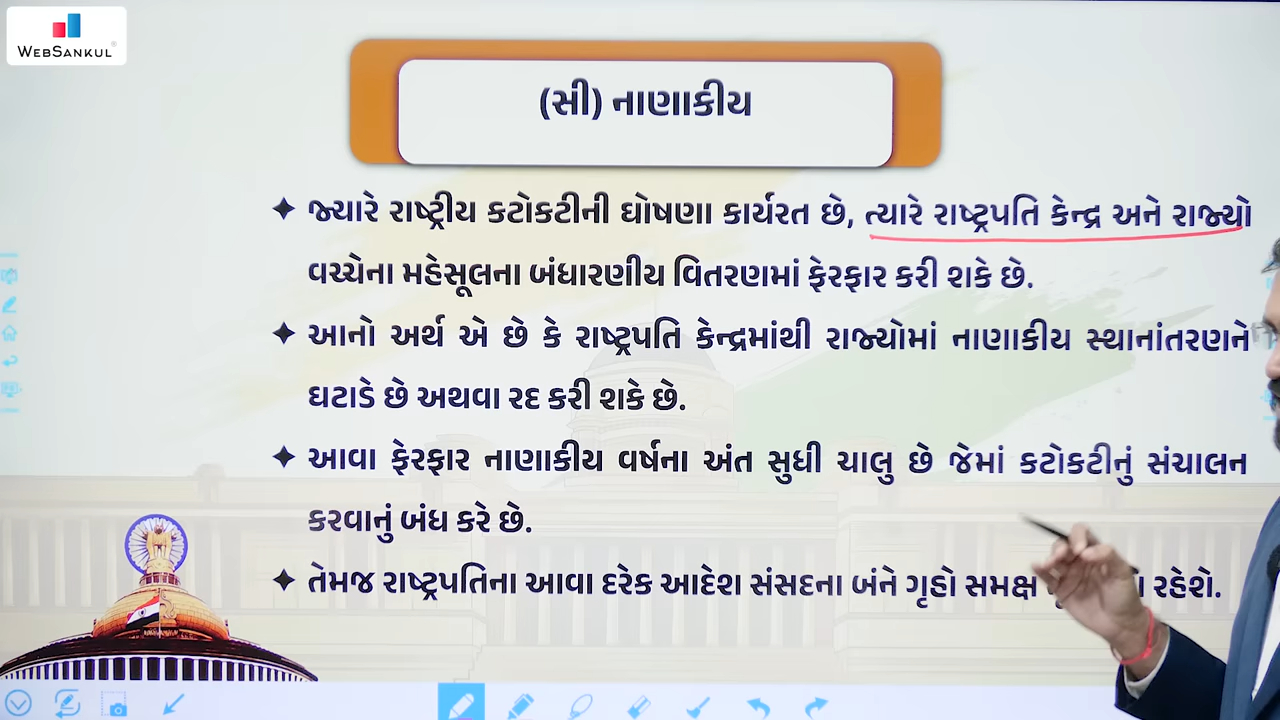 WEBSANKUL
(સી) નાણાકીય
જ્યારે રાષ્ટ્રીય કટોકટીની ઘોષણા કાર્યરત છે, ત્યારે રાષ્ટ્રપતિ કેન્દ્ર અને રાજ્યો
વચ્ચેના મહેસૂલના બંધારણીય વિતરણમાં ફેરફાર કરી શકે છે.
આનો અર્થ એ છે કે રાષ્ટ્રપતિ કેન્દ્રમાંથી રાજ્યોમાં નાણાકીય સ્થાનાંતરણને
ઘટાડે છે અથવા રદ કરી શકે છે.
આવા ફેરફાર નાણાકીય વર્ષના અંત સુધી ચાલુ છે જેમાં કટોકટીનું સંચાલન
કરવાનું બંધ કરે છે.
તેમજ રાષ્ટ્રપતિના આવા દરેક આદેશ સંસદના બંને ગૃહો સમક્ષ રહેશે.